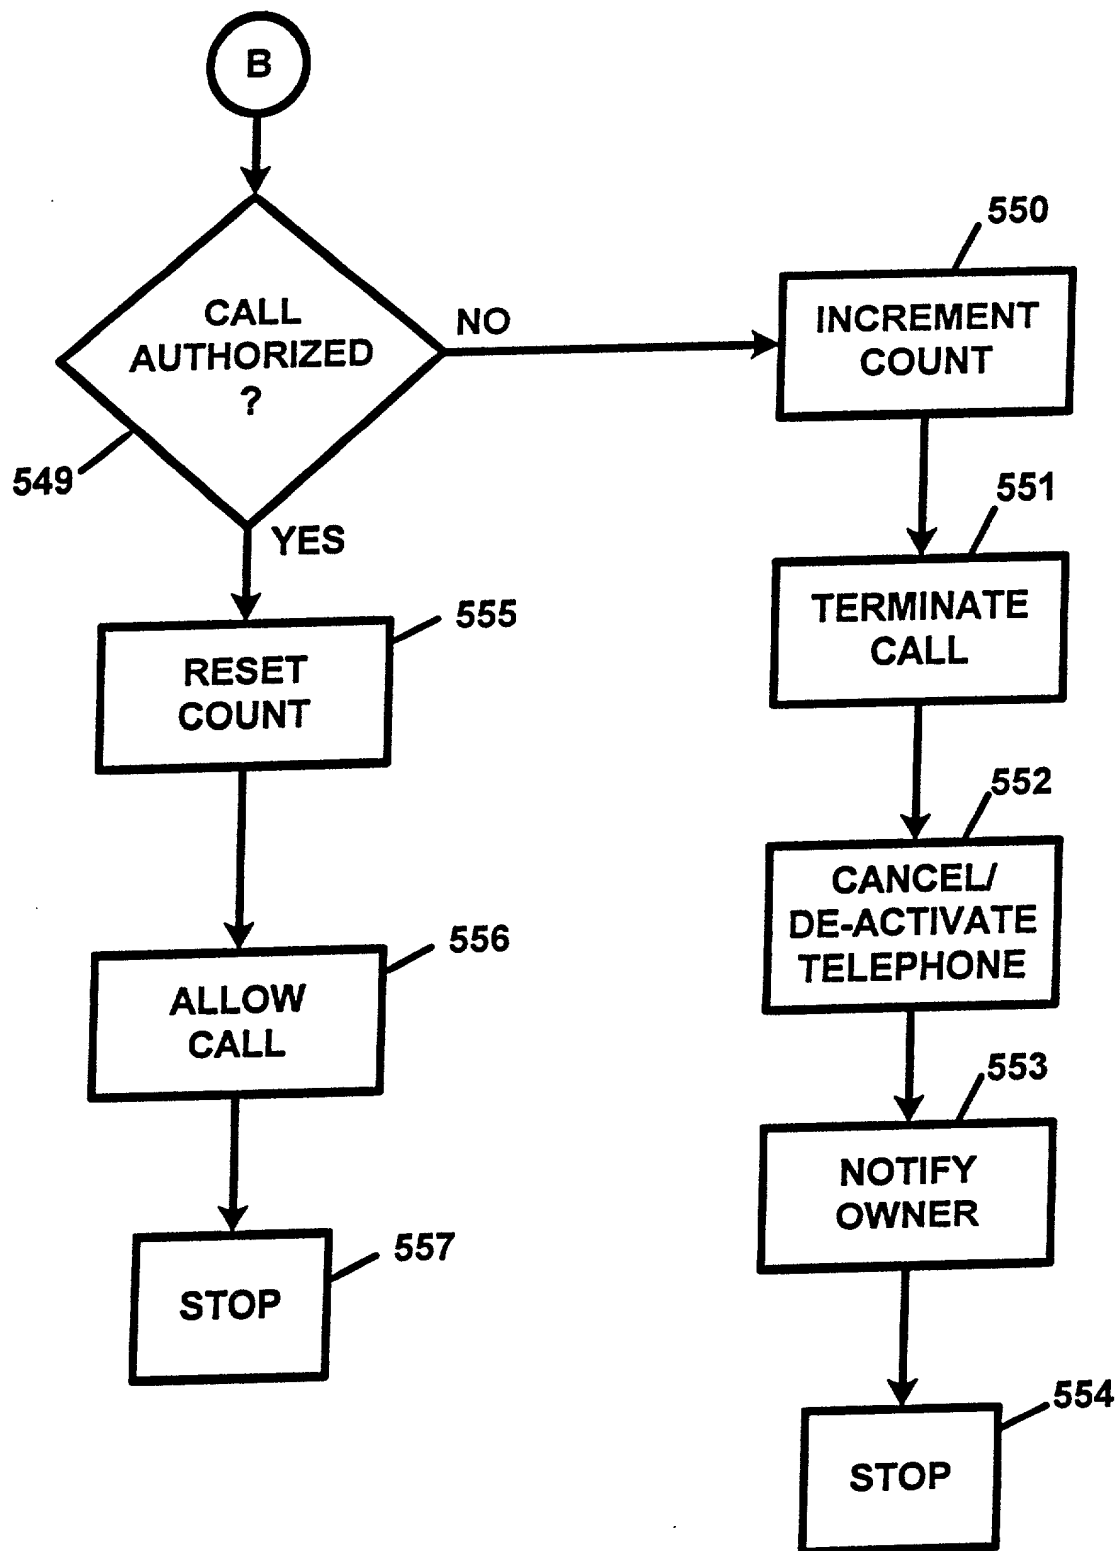 B
CALL
AUTHORIZED
?
549
NO
YES
550
INCREMENT
COUNT
551
TERMINATE
CALL
552
CANCEL/
DE-ACTIVATE
TELEPHONE
553
NOTIFY
OWNER
554
STOP
555
RESET
COUNT
556
ALLOW
CALL
557
STOP